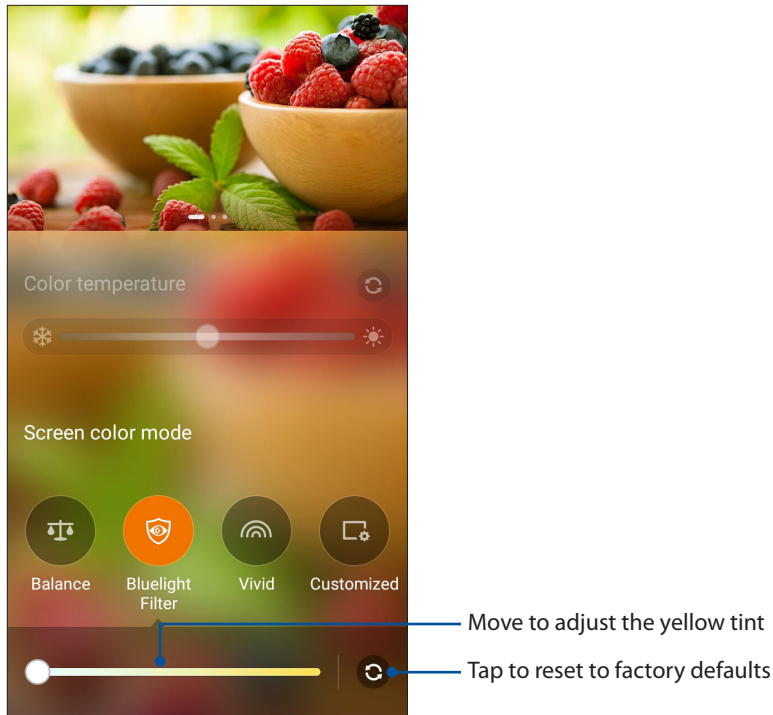 Color temperature
Screen color mode
Balance
Bluelight
Filter
Vivid
Customized
Move to adjust the yellow tint
Tap to reset to factory defaults